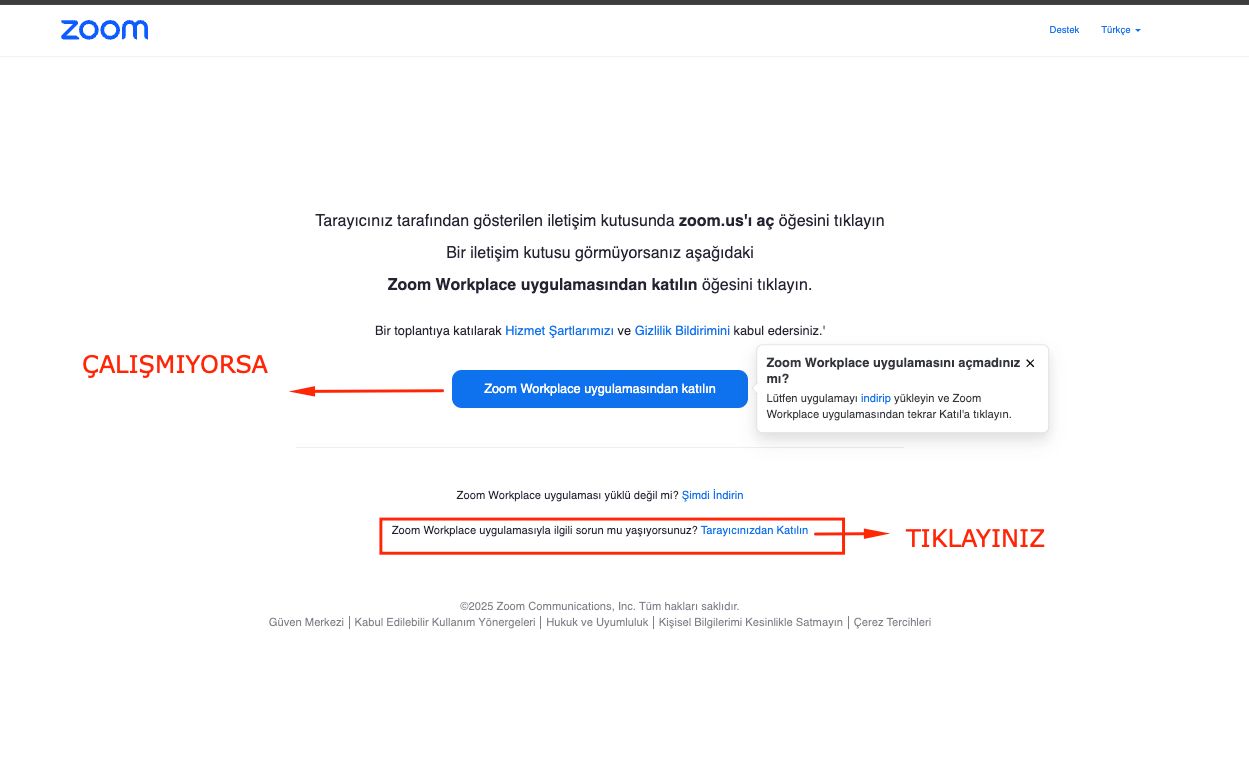 zoom
Destek
Türkçe
Tarayıcınız tarafından gösterilen iletişim kutusunda zoom.us'ı aç öğesini tıklayın
Bir iletişim kutusu görmüyorsanız aşağıdaki
Zoom Workplace uygulamasından katılın öğesini tıklayın.
Bir toplantıya katılarak Hizmet Şartlarımızı ve Gizlilik Bildirimini kabul edersiniz.'
ÇALIŞMIYORSA
Zoom Workplace uygulamasından katılın
Zoom Workplace uygulamasını açmadınız
mı?
Lütfen uygulamayı indirip yükleyin ve Zoom
Workplace uygulamasından tekrar Katıl'a tıklayın.
Zoom Workplace uygulaması yüklü değil mi? Şimdi İndirin
Zoom Workplace uygulamasıyla ilgili sorun mu yaşıyorsunuz? Tarayıcınızdan Katılın
TIKLAYINIZ
©2025 Zoom Communications, Inc. Tüm hakları saklıdır.
Güven Merkezi | Kabul Edilebilir Kullanım Yönergeleri | Hukuk ve Uyumluluk | Kişisel Bilgilerimi Kesinlikle Satmayın | Çerez Tercihleri